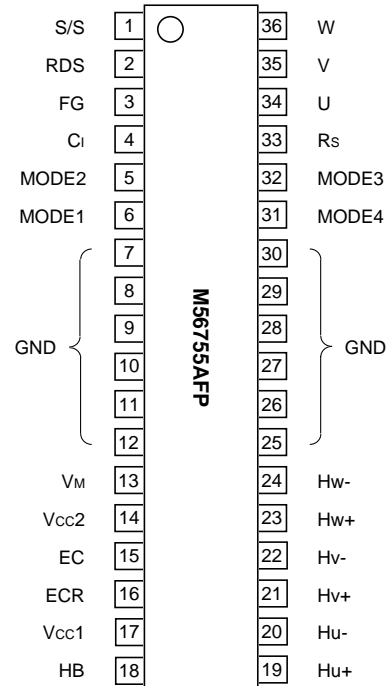 S/S 1 36 W
RDS 2 35 V
FG 3 34 U
CI 4 33 RS
MODE2 5 32 MODE3
MODE1 6 31 MODE4
7 30
8 29
9 28
GND GND
10 27
11 26
12 25
M56755AFP
VM 13 24 Hw-
VCC2 14 23 Hw+
EC 15 22 Hv-
ECR 16 21 Hv+
VCC1 17 20 Hu-
HB 18 19 Hu+